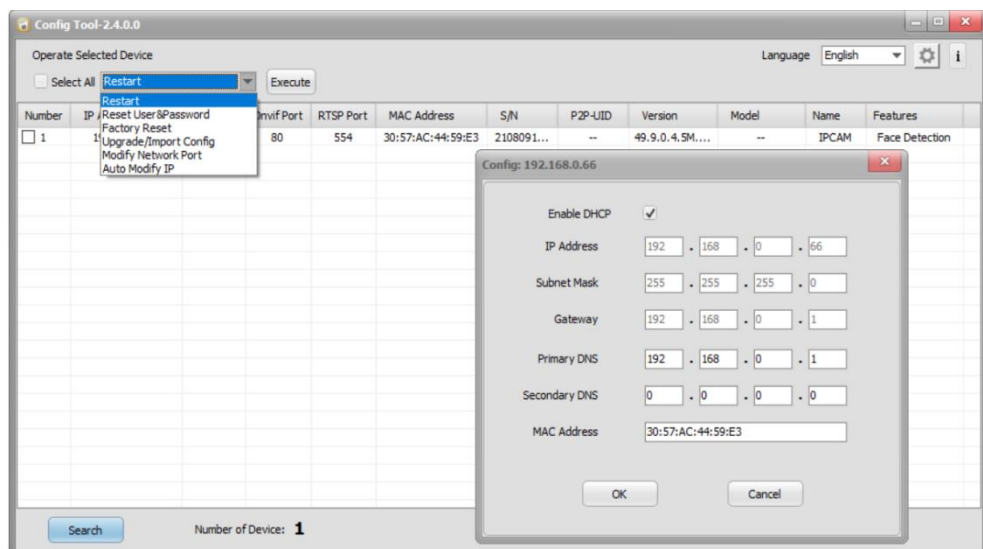 Config Tool-2.4.0.0
Operate Selected Device
Language English i
Select All Restart Execute
Restart
Reset User&Password
Factory Reset
Upgrade/Import Config
Modify Network Port
Auto Modify IP
Number Port RTSP Port MAC Address S/N P2P-UID Version Model Name Features
1 80 554 30:57:AC:44:59:E3 2108091... -- 49.9.0.4.5M.... -- IPCAM Face Detection
Config: 192.168.0.66
Enable DHCP
IP Address 192 . 168 . 0 . 66
Subnet Mask 255 . 255 . 255 . 0
Gateway 192 . 168 . 0 . 1
Primary DNS 192 . 168 . 0 . 1
Secondary DNS 0 . 0 . 0 . 0
MAC Address 30:57:AC:44:59:E3
OK Cancel
Search Number of Device: 1